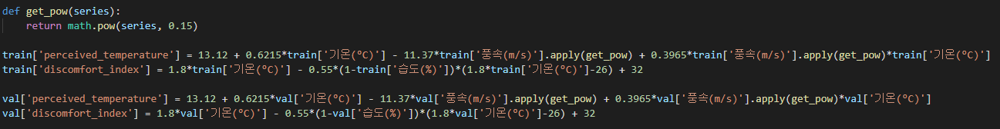 def get_pow(series):
    return math.pow(series, 0.15)
train['perceived_temperature'] = 13.12 + 0.6215*train['기온(°C)'] - 11.37*train['풍속(m/s)'].apply(get_pow) + 0.3965*train['풍속(m/s)'].apply(get_pow)*train['기온(°C)']
train['discomfort_index'] = 1.8*train['기온(°C)'] - 0.55*(1-train['습도(%)'])*(1.8*train['기온(°C)']-26) + 32
val['perceived_temperature'] = 13.12 + 0.6215*val['기온(°C)'] - 11.37*val['풍속(m/s)'].apply(get_pow) + 0.3965*val['풍속(m/s)'].apply(get_pow)*val['기온(°C)']
val['discomfort_index'] = 1.8*val['기온(°C)'] - 0.55*(1-val['습도(%)'])*(1.8*val['기온(°C)']-26) + 32